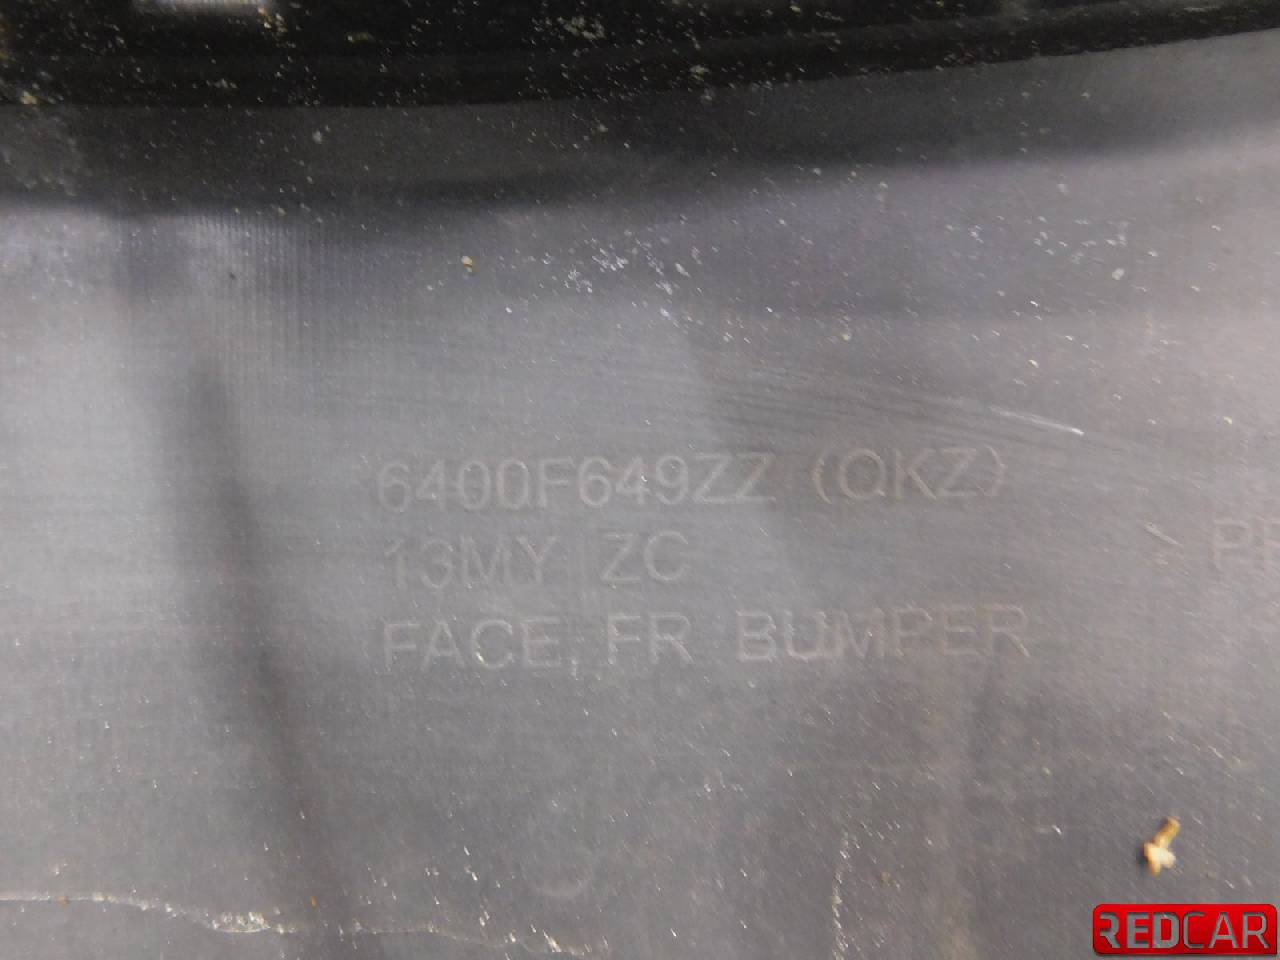 6400F649ZZ (QKZ)
13MY ZC
FACE, FR BUMPER
REDCAR